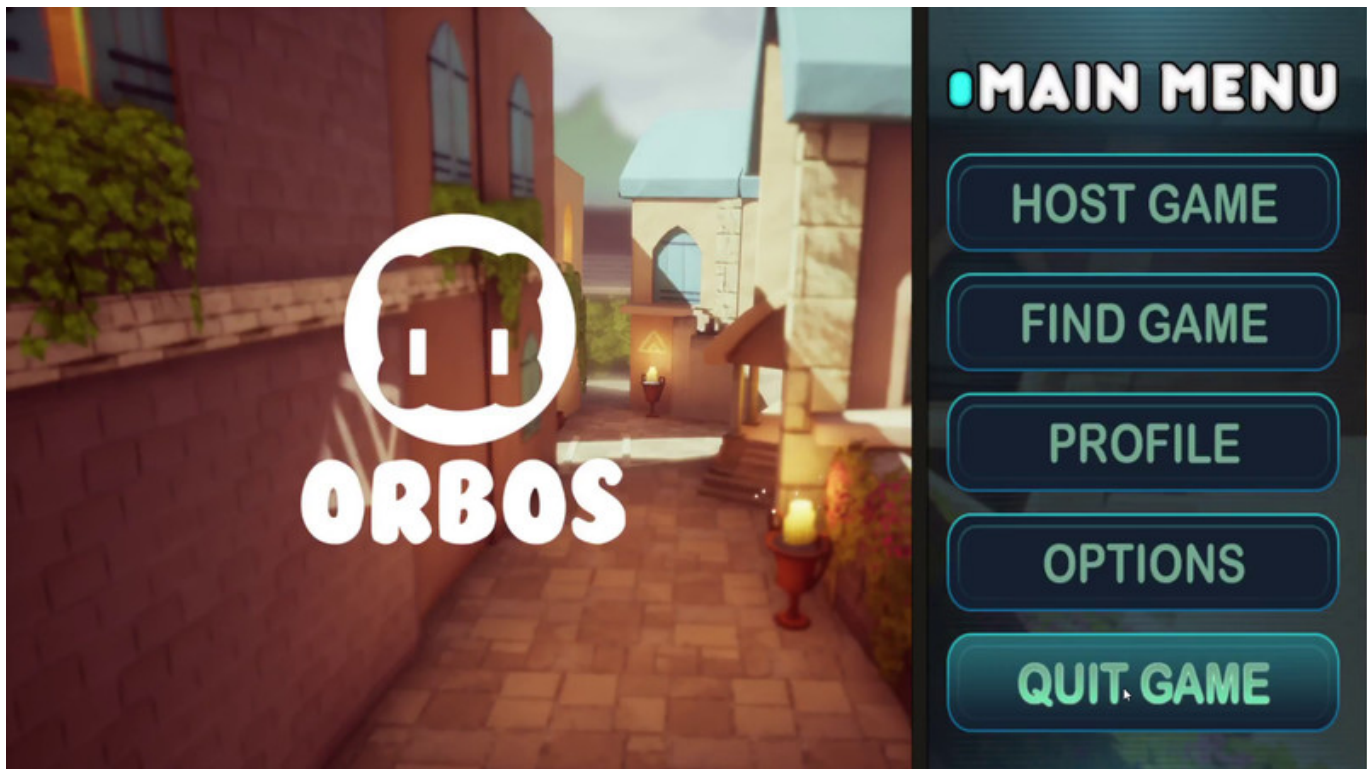 MAIN MENU
HOST GAME
FIND GAME
PROFILE
OPTIONS
QUIT GAME
ORBOS